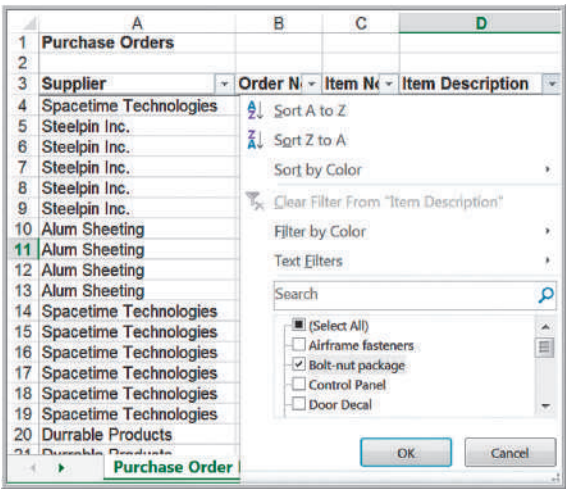 A B C D
1 Purchase Orders
2
3 Supplier Order N Item N Item Description
4 Spacetime Technologies
5 Steelpin Inc.
6 Steelpin Inc.
7 Steelpin Inc.
8 Steelpin Inc.
9 Steelpin Inc.
10 Alum Sheeting
11 Alum Sheeting
12 Alum Sheeting
13 Alum Sheeting
14 Spacetime Technologies
15 Spacetime Technologies
16 Spacetime Technologies
17 Spacetime Technologies
18 Spacetime Technologies
19 Spacetime Technologies
20 Durrable Products
21 Durrable Products
Purchase Order
Sort A to Z
Sort Z to A
Sort by Color
Clear Filter From "Item Description"
Filter by Color
Text Filters
Search
(Select All)
Airframe fasteners
Bolt-nut package
Control Panel
Door Decal
OK Cancel